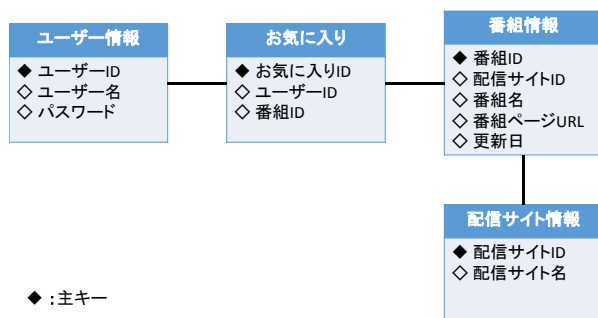 ユーザー情報
◆ ユーザーID
◇ ユーザー名
◇ パスワード
お気に入り
◆ お気に入りID
◇ ユーザーID
◇ 番組ID
番組情報
◆ 番組ID
◇ 配信サイトID
◇ 番組名
◇ 番組ページURL
◇ 更新日
配信サイト情報
◆ 配信サイトID
◇ 配信サイト名
◆ :主キー